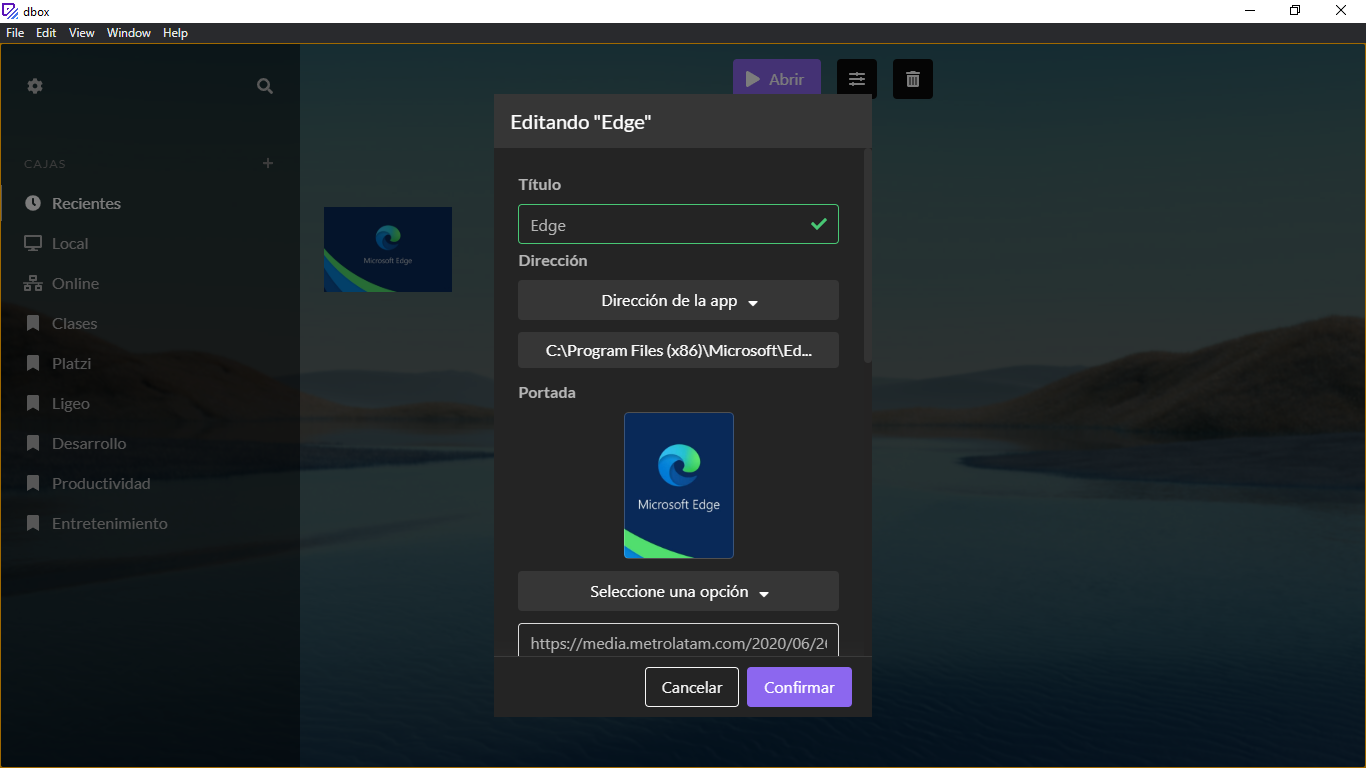 dbox
File Edit View Window Help
Abrir
CAJAS
Recientes
Local
Online
Clases
Platzi
Ligeo
Desarrollo
Productividad
Entretenimiento
Microsoft Edge
Editando "Edge"
Título
Edge
Dirección
Dirección de la app
C:\Program Files (x86)\Microsoft\Ed...
Portada
Microsoft Edge
Seleccione una opción
https://media.metrolatam.com/2020/06/2
Cancelar
Confirmar